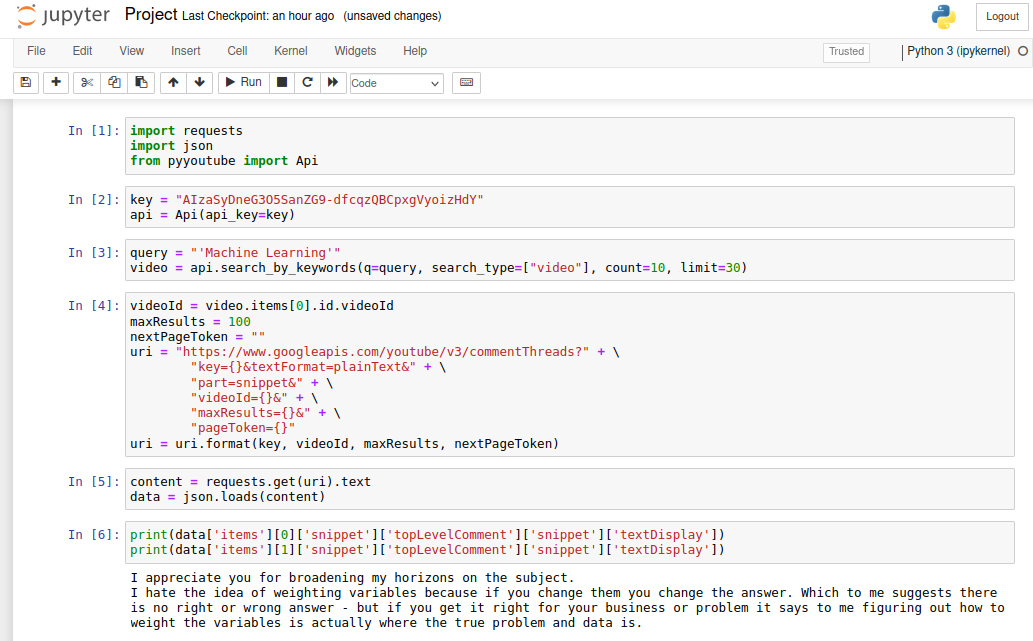 jupyter Project Last Checkpoint: an hour ago (unsaved changes) Logout
File Edit View Insert Cell Kernel Widgets Help Trusted Python 3 (ipykernel)
Run Code
In [1]: import requests
import json
from pyyoutube import Api
In [2]: key = "AIzaSyDneG3O5SanZG9-dfcqzQBCpxgVyoizHdY"
api = Api(api_key=key)
In [3]: query = "'Machine Learning'"
video = api.search_by_keywords(q=query, search_type=["video"], count=10, limit=30)
In [4]: videoId = video.items[0].id.videoId
maxResults = 100
nextPageToken = ""
uri = "https://www.googleapis.com/youtube/v3/commentThreads?" + \
"key={}&textFormat=plainText&" + \
"part=snippet&" + \
"videoId={}&" + \
"maxResults={}&" + \
"pageToken={}"
uri = uri.format(key, videoId, maxResults, nextPageToken)
In [5]: content = requests.get(uri).text
data = json.loads(content)
In [6]: print(data['items'][0]['snippet']['topLevelComment']['snippet']['textDisplay'])
print(data['items'][1]['snippet']['topLevelComment']['snippet']['textDisplay'])
I appreciate you for broadening my horizons on the subject.
I hate the idea of weighting variables because if you change them you change the answer. Which to me suggests there
is no right or wrong answer - but if you get it right for your business or problem it says to me figuring out how to
weight the variables is actually where the true problem and data is.